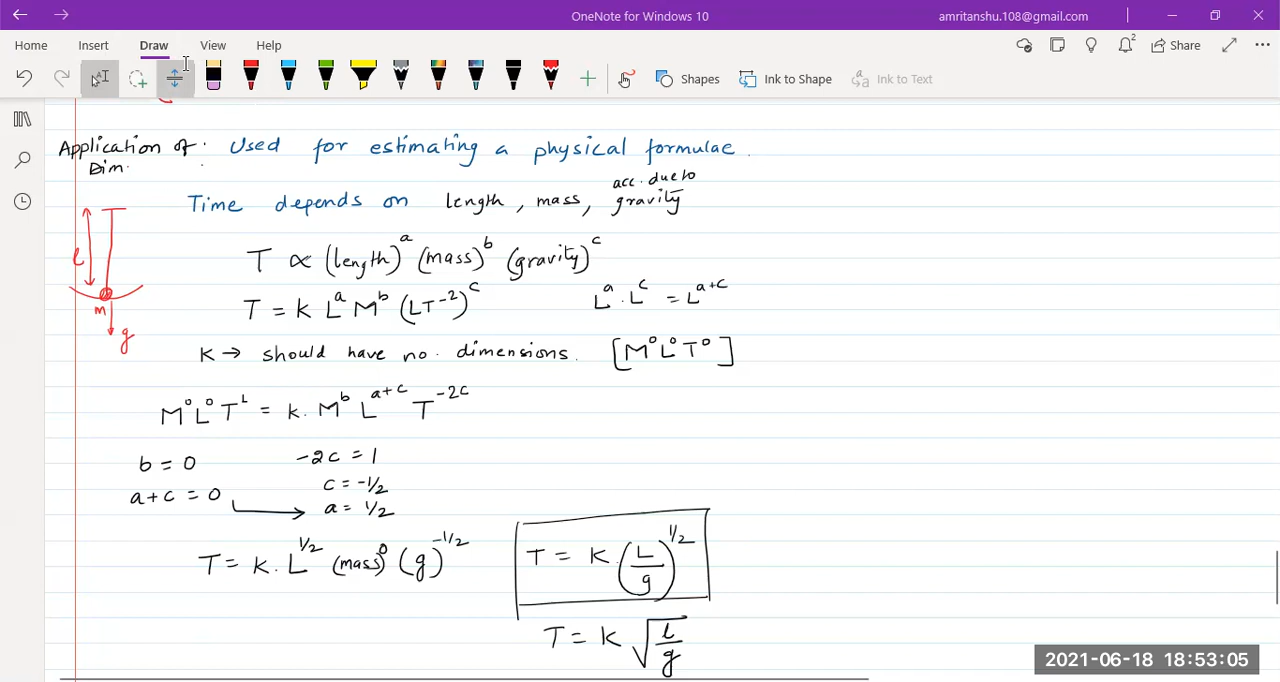 OneNote for Windows 10
amritanshu.108@gmail.com
Home Insert Draw View Help
Share
Shapes
Ink to Shape
Ink to Text
Application of Dim. : Used for estimating a physical formulae.
Time depends on length, mass, acc. due to gravity
T ∝ (length)^a (mass)^b (gravity)^c
T = K L^a M^b (LT^-2)^c
L^a . L^c = L^a+c
K → should have no dimensions. [M^0 L^0 T^0]
l
m
g
M^0 L^0 T^1 = K. M^b L^a+c T^-2c
b = 0
-2c = 1
a+c = 0
c = -1/2
a = 1/2
T = K. L^1/2 (mass)^0 (g)^-1/2
T = K (L/g)^1/2
T = K √l/g
2021-06-18 18:53:05